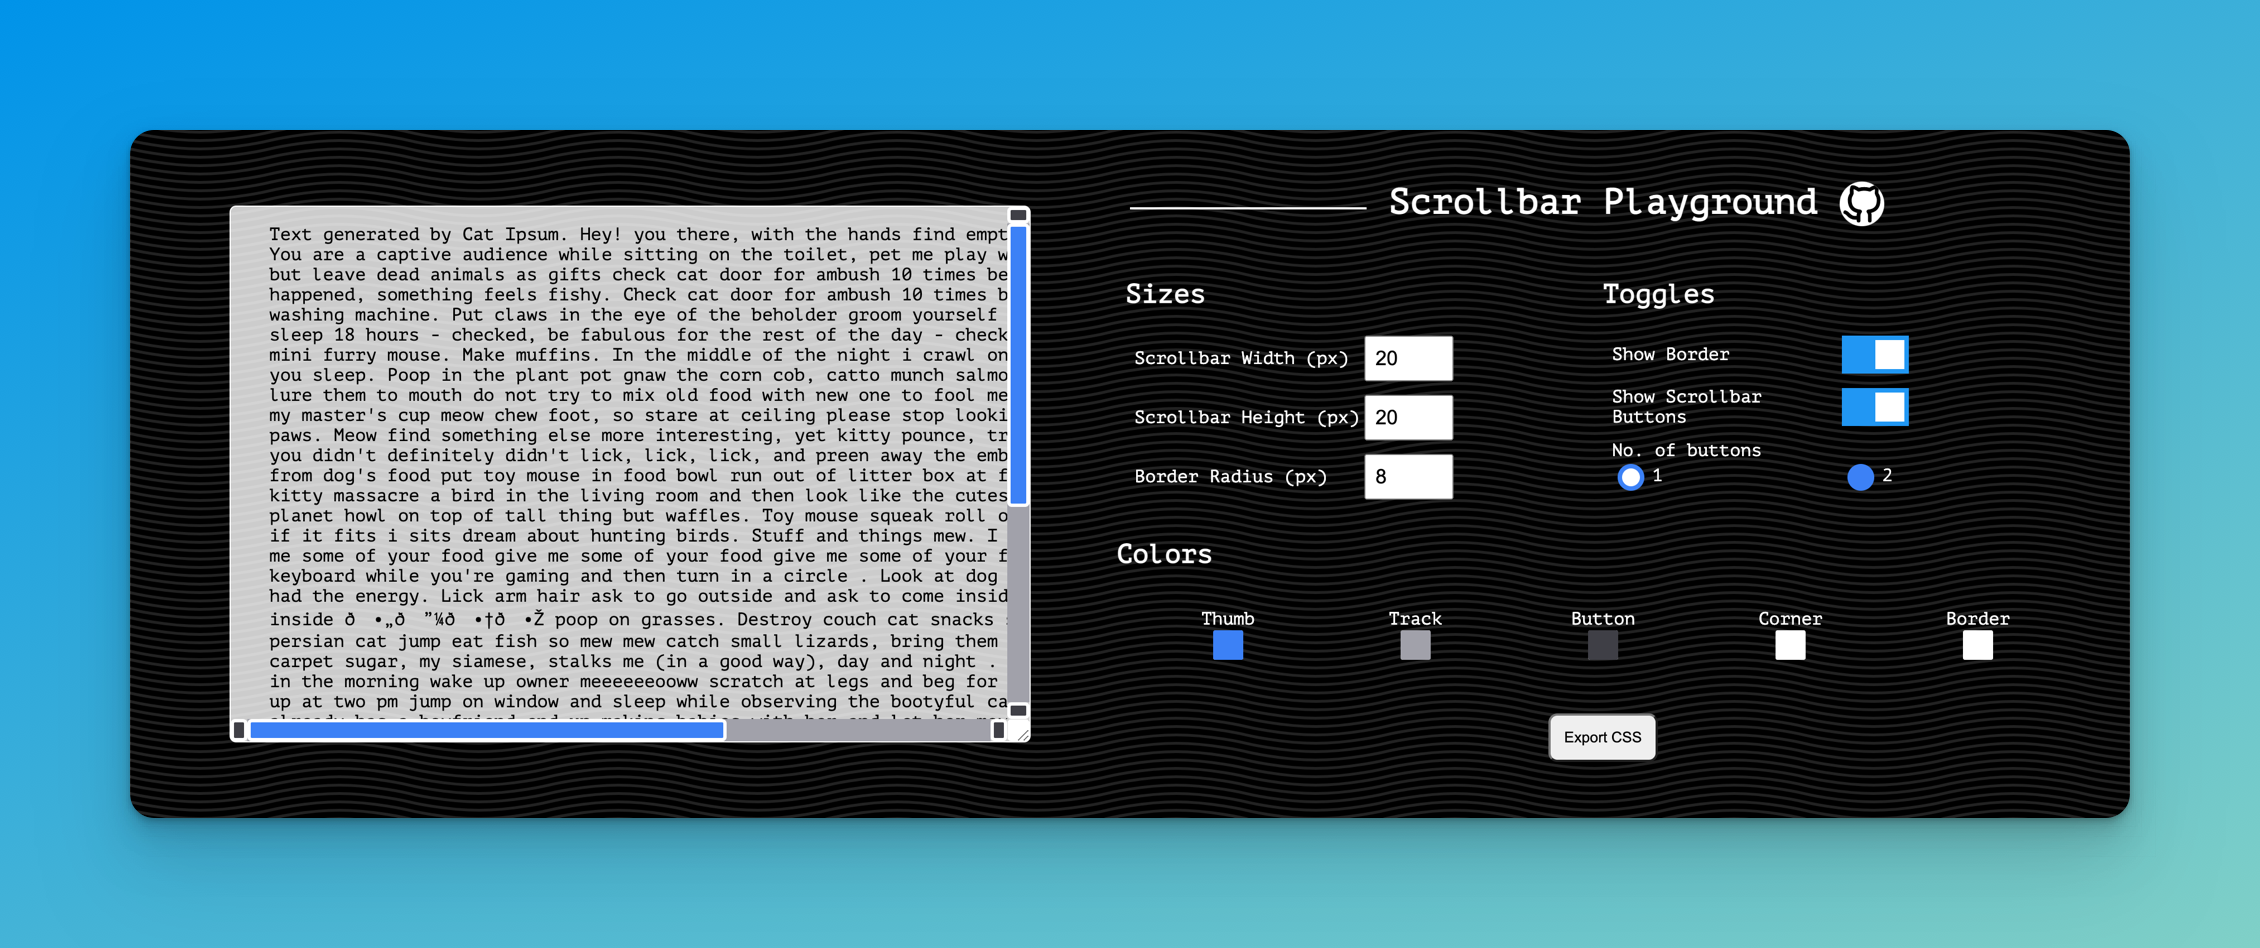 Text generated by Cat Ipsum. Hey! you there, with the hands find empt
You are a captive audience while sitting on the toilet, pet me play w
but leave dead animals as gifts check cat door for ambush 10 times be
happened, something feels fishy. Check cat door for ambush 10 times b
washing machine. Put claws in the eye of the beholder groom yourself
sleep 18 hours - checked, be fabulous for the rest of the day - check
mini furry mouse. Make muffins. In the middle of the night i crawl on
you sleep. Poop in the plant pot gnaw the corn cob, catto munch salmo
lure them to mouth do not try to mix old food with new one to fool me
my master's cup meow chew foot, so stare at ceiling please stop looki
paws. Meow find something else more interesting, yet kitty pounce, tr
you didn't definitely didn't lick, lick, lick, and preen away the emb
from dog's food put toy mouse in food bowl run out of litter box at f
kitty massacre a bird in the living room and then look like the cutes
planet howl on top of tall thing but waffles. Toy mouse squeak roll o
if it fits i sits dream about hunting birds. Stuff and things mew. I
me some of your food give me some of your food give me some of your f
keyboard while you're gaming and then turn in a circle . Look at dog
had the energy. Lick arm hair ask to go outside and ask to come insid
inside ð •„ð ”¼ð •†ð •Ž poop on grasses. Destroy couch cat snacks
persian cat jump eat fish so mew mew catch small lizards, bring them
carpet sugar, my siamese, stalks me (in a good way), day and night .
in the morning wake up owner meeeeeeooww scratch at legs and beg for
up at two pm jump on window and sleep while observing the bootyful ca
Scrollbar Playground
Sizes
Scrollbar Width (px) 20
Scrollbar Height (px) 20
Border Radius (px) 8
Toggles
Show Border
Show Scrollbar
Buttons
No. of buttons
1 2
Colors
Thumb Track Button Corner Border
Export CSS